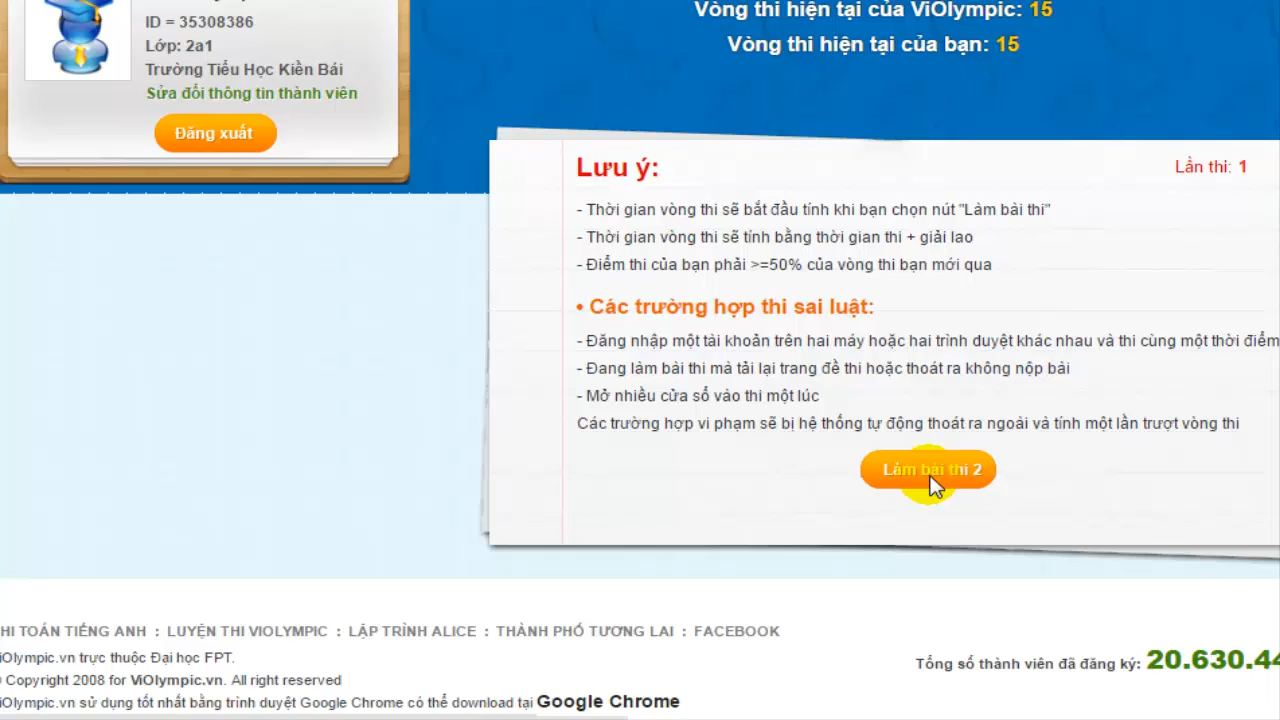 ID = 35308386
Lớp: 2a1
Trường Tiểu Học Kiền Bái
Sửa đổi thông tin thành viên
Đăng xuất
Vòng thi hiện tại của ViOlympic: 15
Vòng thi hiện tại của bạn: 15
Lưu ý:
Lần thi: 1
- Thời gian vòng thi sẽ bắt đầu tính khi bạn chọn nút "Làm bài thi"
- Thời gian vòng thi sẽ tính bằng thời gian thi + giải lao
- Điểm thi của bạn phải >=50% của vòng thi bạn mới qua
• Các trường hợp thi sai luật:
- Đăng nhập một tài khoản trên hai máy hoặc hai trình duyệt khác nhau và thi cùng một thời điểm
- Đang làm bài thi mà tải lại trang đề thi hoặc thoát ra không nộp bài
- Mở nhiều cửa sổ vào thi một lúc
Các trường hợp vi phạm sẽ bị hệ thống tự động thoát ra ngoài và tính một lần trượt vòng thi
Làm bài thi 2
HI TOÁN TIẾNG ANH : LUYỆN THI VIOLYMPIC : LẬP TRÌNH ALICE : THÀNH PHỐ TƯƠNG LAI : FACEBOOK
iOlympic.vn trực thuộc Đại học FPT.
Copyright 2008 for ViOlympic.vn. All right reserved
iOlympic.vn sử dụng tốt nhất bằng trình duyệt Google Chrome có thể download tại Google Chrome
Tổng số thành viên đã đăng ký: 20.630.44